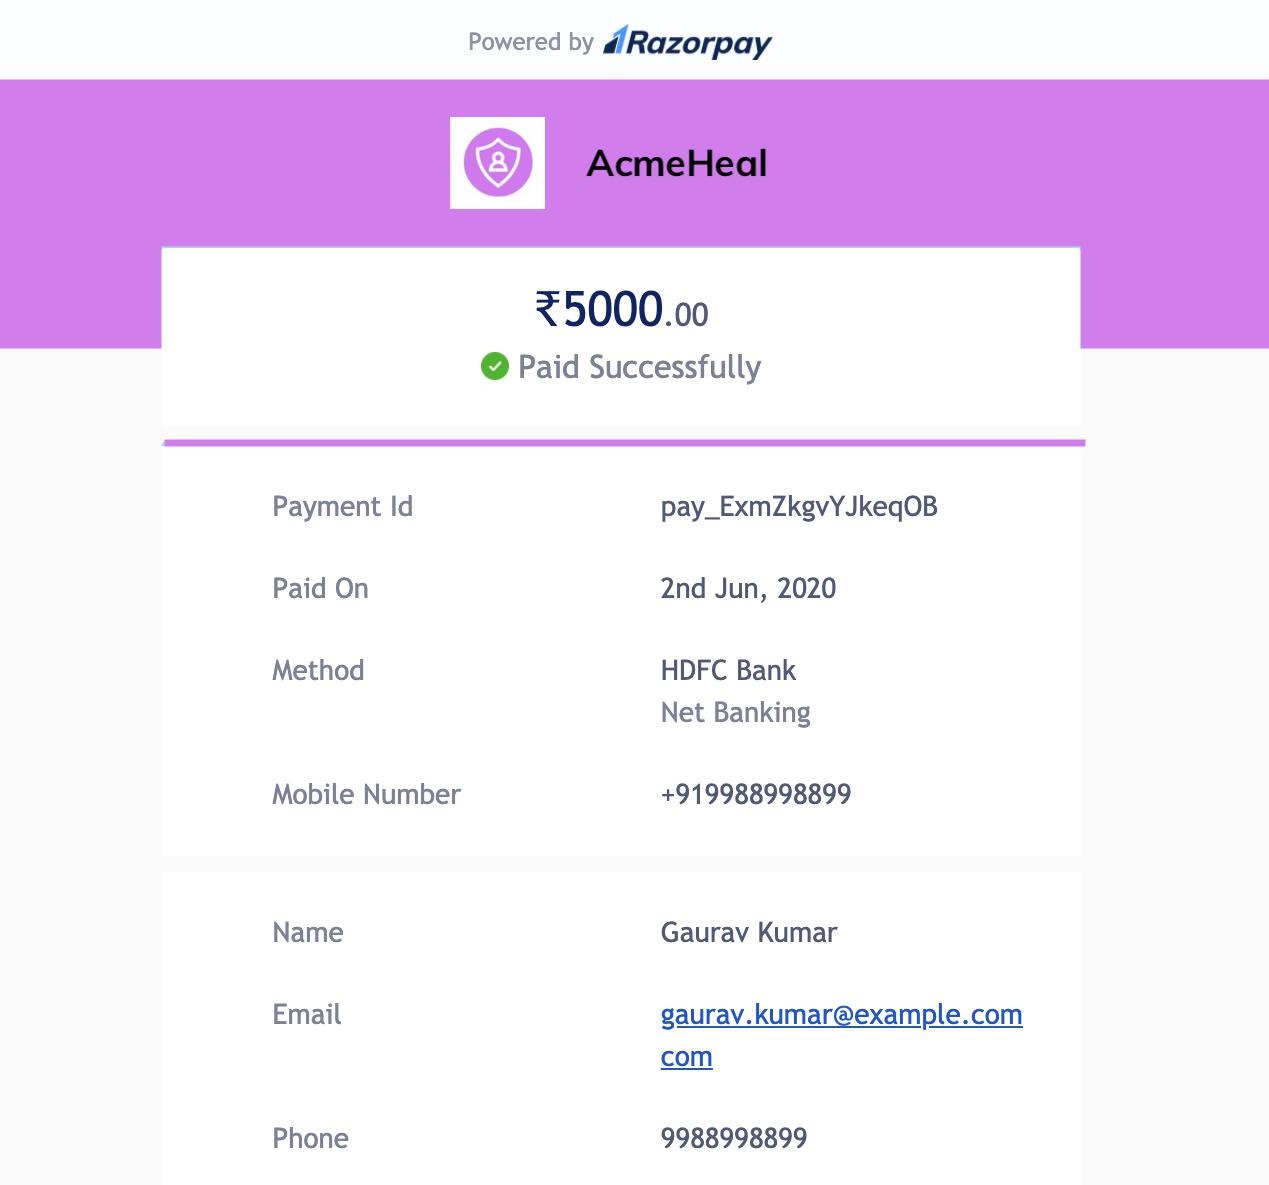 Powered by Razorpay
AcmeHeal
₹5000.00
Paid Successfully
Payment Id pay_ExmZkgvYJkeqOB
Paid On 2nd Jun, 2020
Method HDFC Bank
Net Banking
Mobile Number +919988998899
Name Gaurav Kumar
Email gaurav.kumar@example.com
com
Phone 9988998899